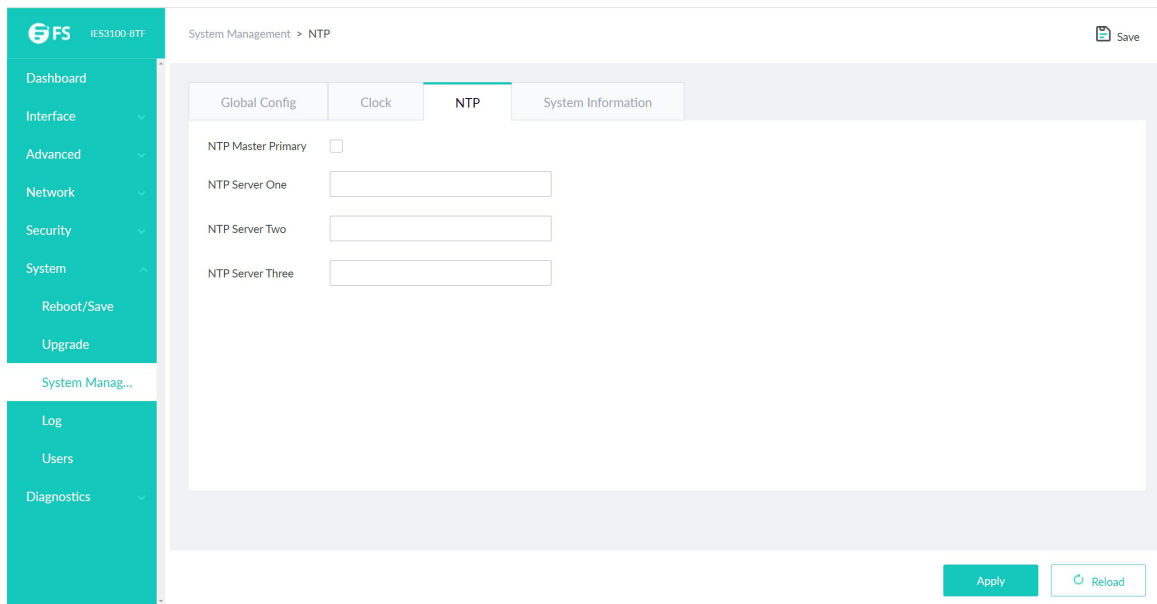 FS IES3100-8TF
System Management > NTP
Save
Dashboard
Interface
Advanced
Network
Security
System
Reboot/Save
Upgrade
System Manag...
Log
Users
Diagnostics
Global Config Clock NTP System Information
NTP Master Primary
NTP Server One
NTP Server Two
NTP Server Three
Apply Reload